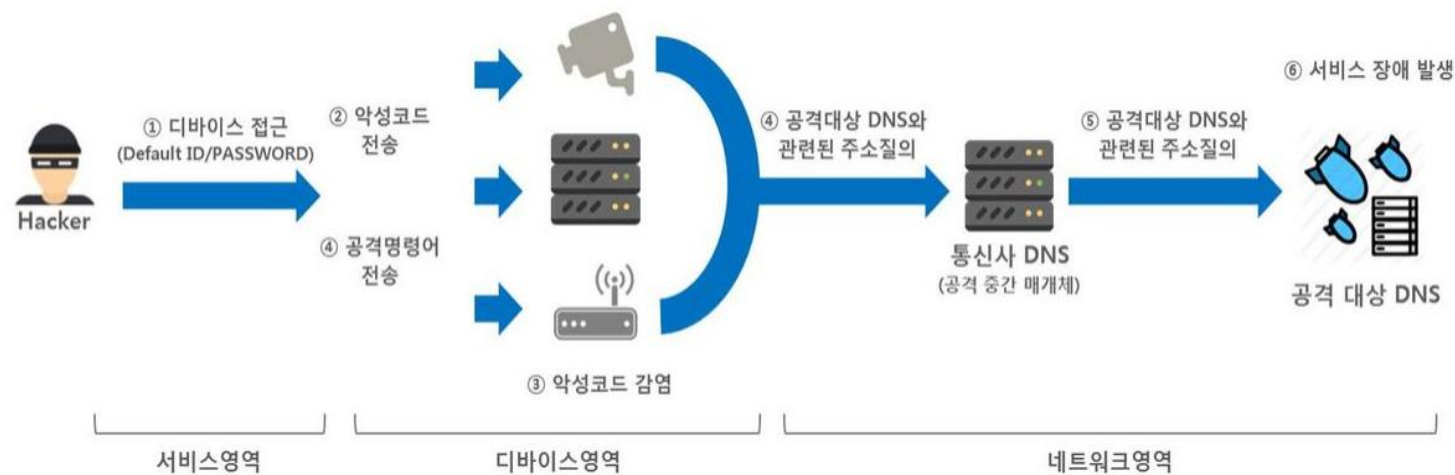 Hacker
① 디바이스 접근
(Default ID/PASSWORD)
② 악성코드
전송
④ 공격명령어
전송
③ 악성코드 감염
④ 공격대상 DNS와
관련된 주소질의
통신사 DNS
(공격 중간 매개체)
⑤ 공격대상 DNS와
관련된 주소질의
⑥ 서비스 장애 발생
공격 대상 DNS
서비스영역
디바이스영역
네트워크영역